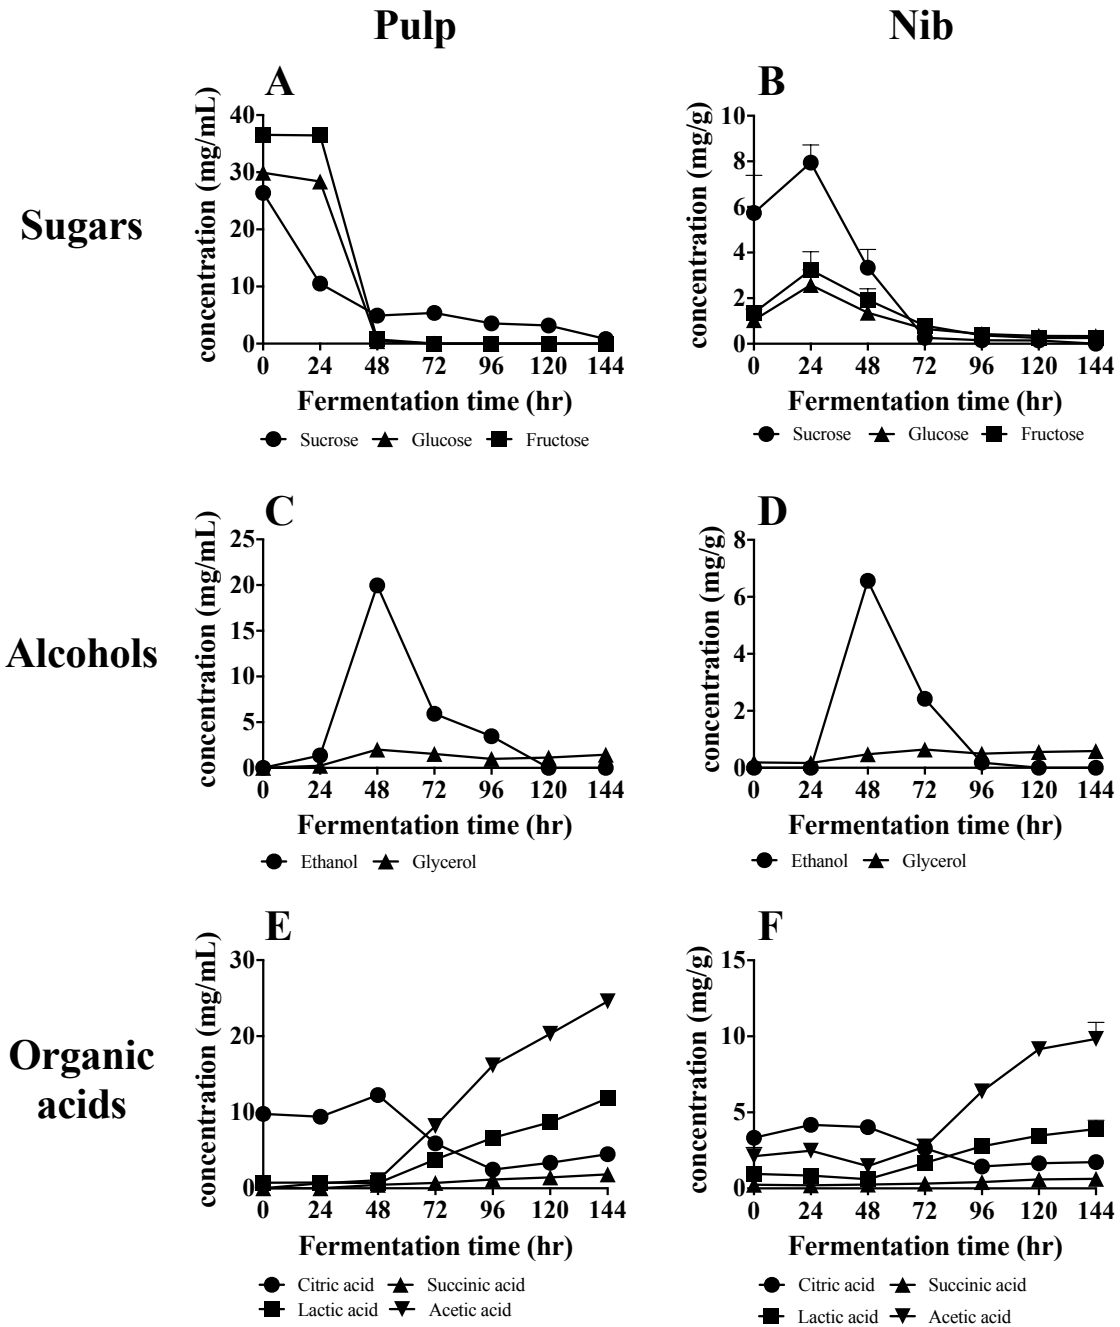 Pulp
Nib
Sugars
A
concentration (mg/mL)
40
30
20
10
0
0 24 48 72 96 120 144
Fermentation time (hr)
Sucrose Glucose Fructose
B
concentration (mg/g)
10
8
6
4
2
0
0 24 48 72 96 120 144
Fermentation time (hr)
Sucrose Glucose Fructose
Alcohols
C
concentration (mg/mL)
25
20
15
10
5
0
0 24 48 72 96 120 144
Fermentation time (hr)
Ethanol Glycerol
D
concentration (mg/g)
8
6
4
2
0
0 24 48 72 96 120 144
Fermentation time (hr)
Ethanol Glycerol
Organic
acids
E
concentration (mg/mL)
30
20
10
0
0 24 48 72 96 120 144
Fermentation time (hr)
Citric acid Succinic acid
Lactic acid Acetic acid
F
concentration (mg/g)
15
10
5
0
0 24 48 72 96 120 144
Fermentation time (hr)
Citric acid Succinic acid
Lactic acid Acetic acid